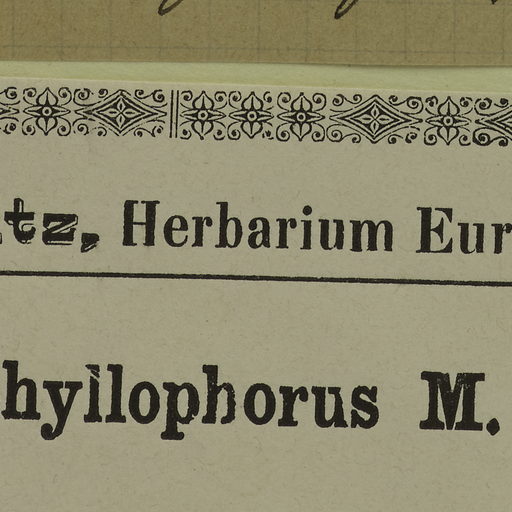 tz, Herbarium Eur
hyllophorus M.